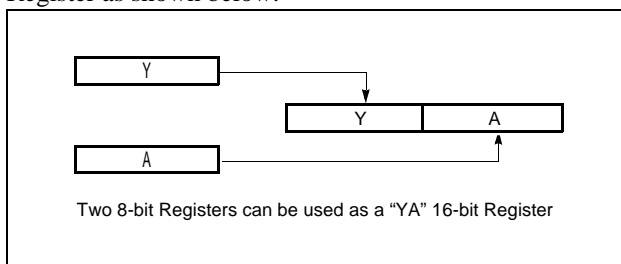 Register as shown below.
Y
Y A
A
Two 8-bit Registers can be used as a “YA” 16-bit Register